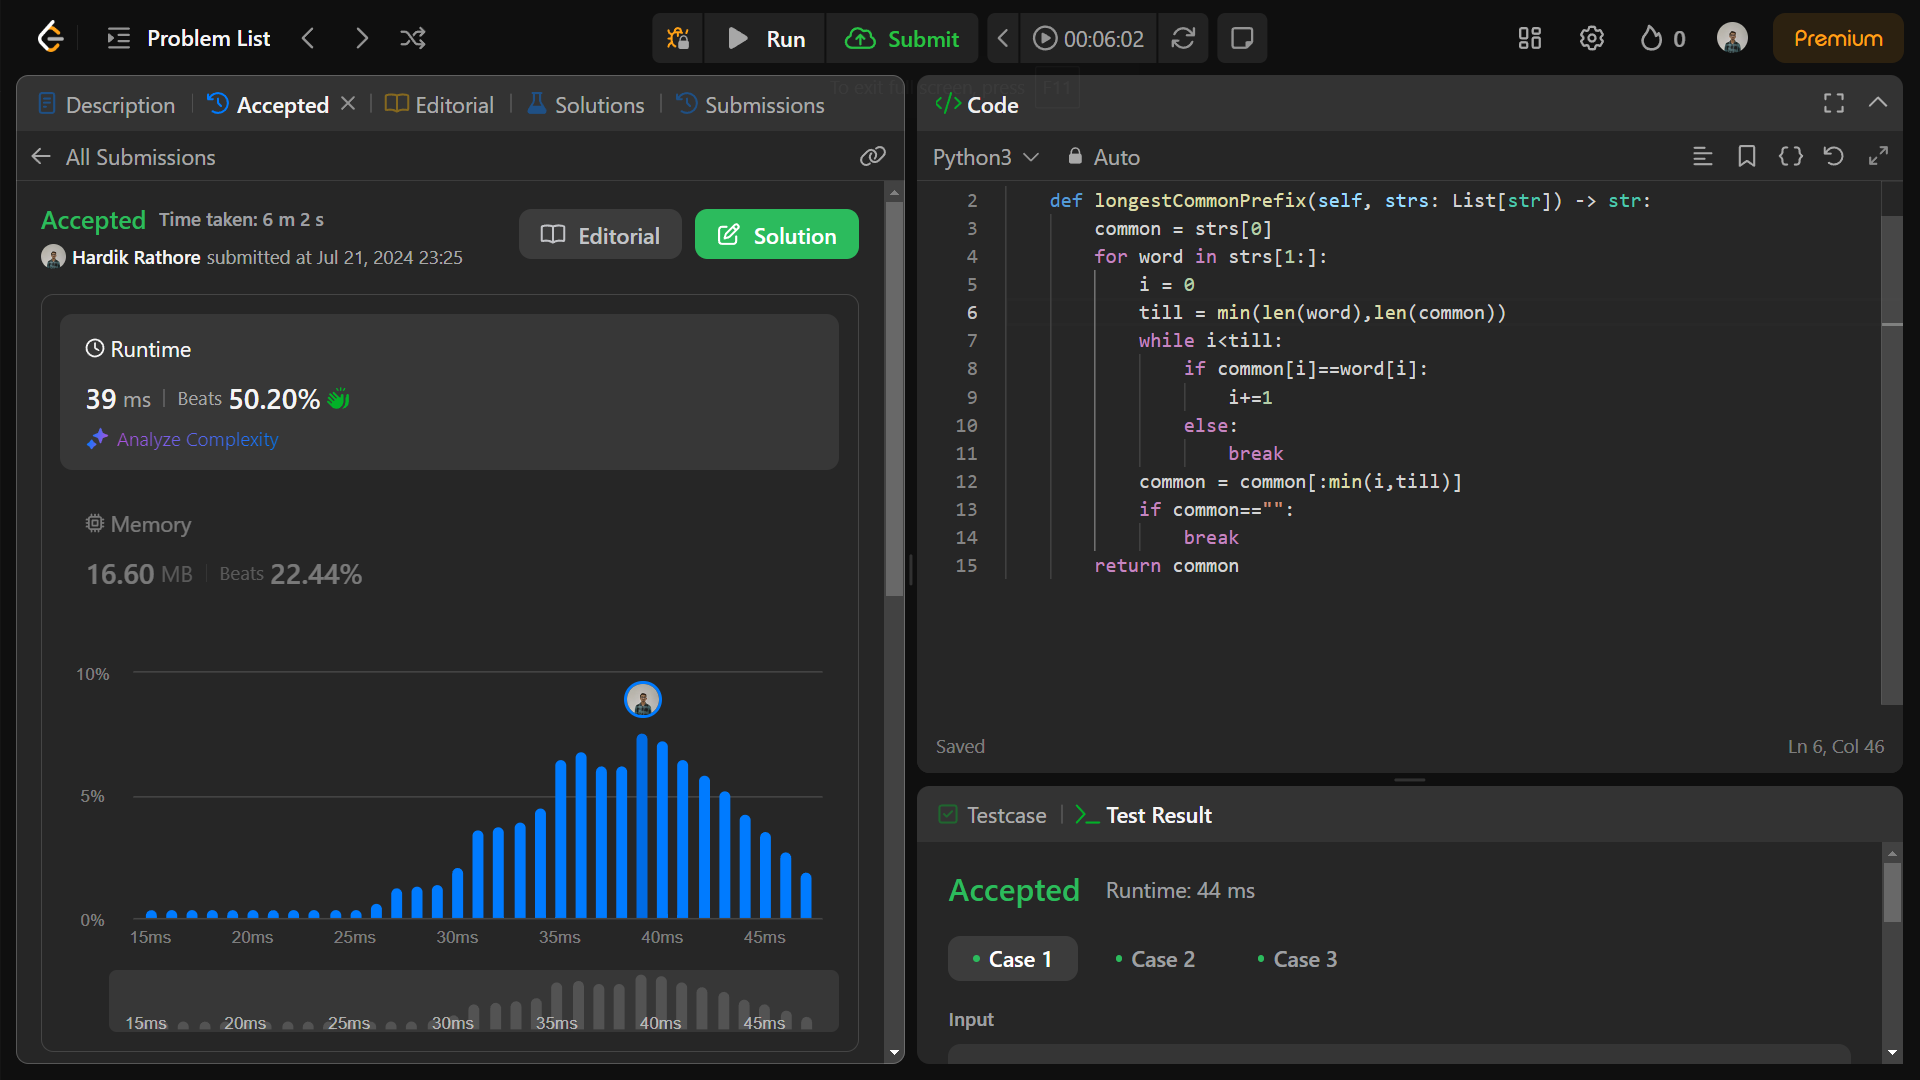 Problem List
Run
Submit
00:06:02
0
Premium
To exit full screen, press F11
Description
Accepted
Editorial
Solutions
Submissions
All Submissions
Accepted Time taken: 6 m 2 s
Hardik Rathore submitted at Jul 21, 2024 23:25
Editorial
Solution
Runtime
39 ms Beats 50.20%
Analyze Complexity
Memory
16.60 MB Beats 22.44%
10%
5%
0%
15ms 20ms 25ms 30ms 35ms 40ms 45ms
15ms 20ms 25ms 30ms 35ms 40ms 45ms
</> Code
Python3 Auto
2 def longestCommonPrefix(self, strs: List[str]) -> str:
3 common = strs[0]
4 for word in strs[1:]:
5 i = 0
6 till = min(len(word),len(common))
7 while i<till:
8 if common[i]==word[i]:
9 i+=1
10 else:
11 break
12 common = common[:min(i,till)]
13 if common=="":
14 break
15 return common
Saved
Ln 6, Col 46
Testcase
Test Result
Accepted Runtime: 44 ms
Case 1
Case 2
Case 3
Input